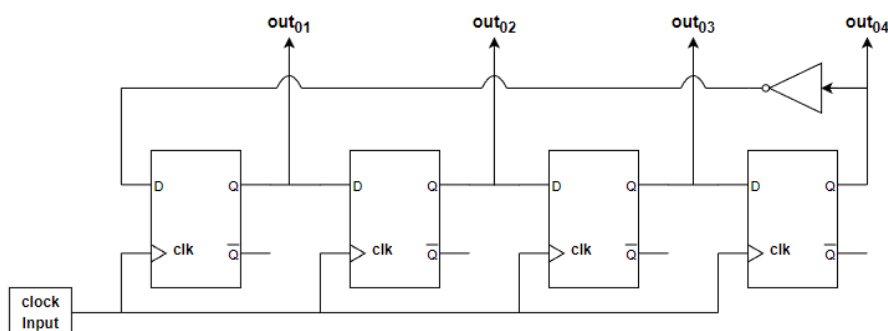 out01 out02 out03 out04
D Q D Q D Q D Q
clk Q clk Q clk Q clk Q
clock
Input